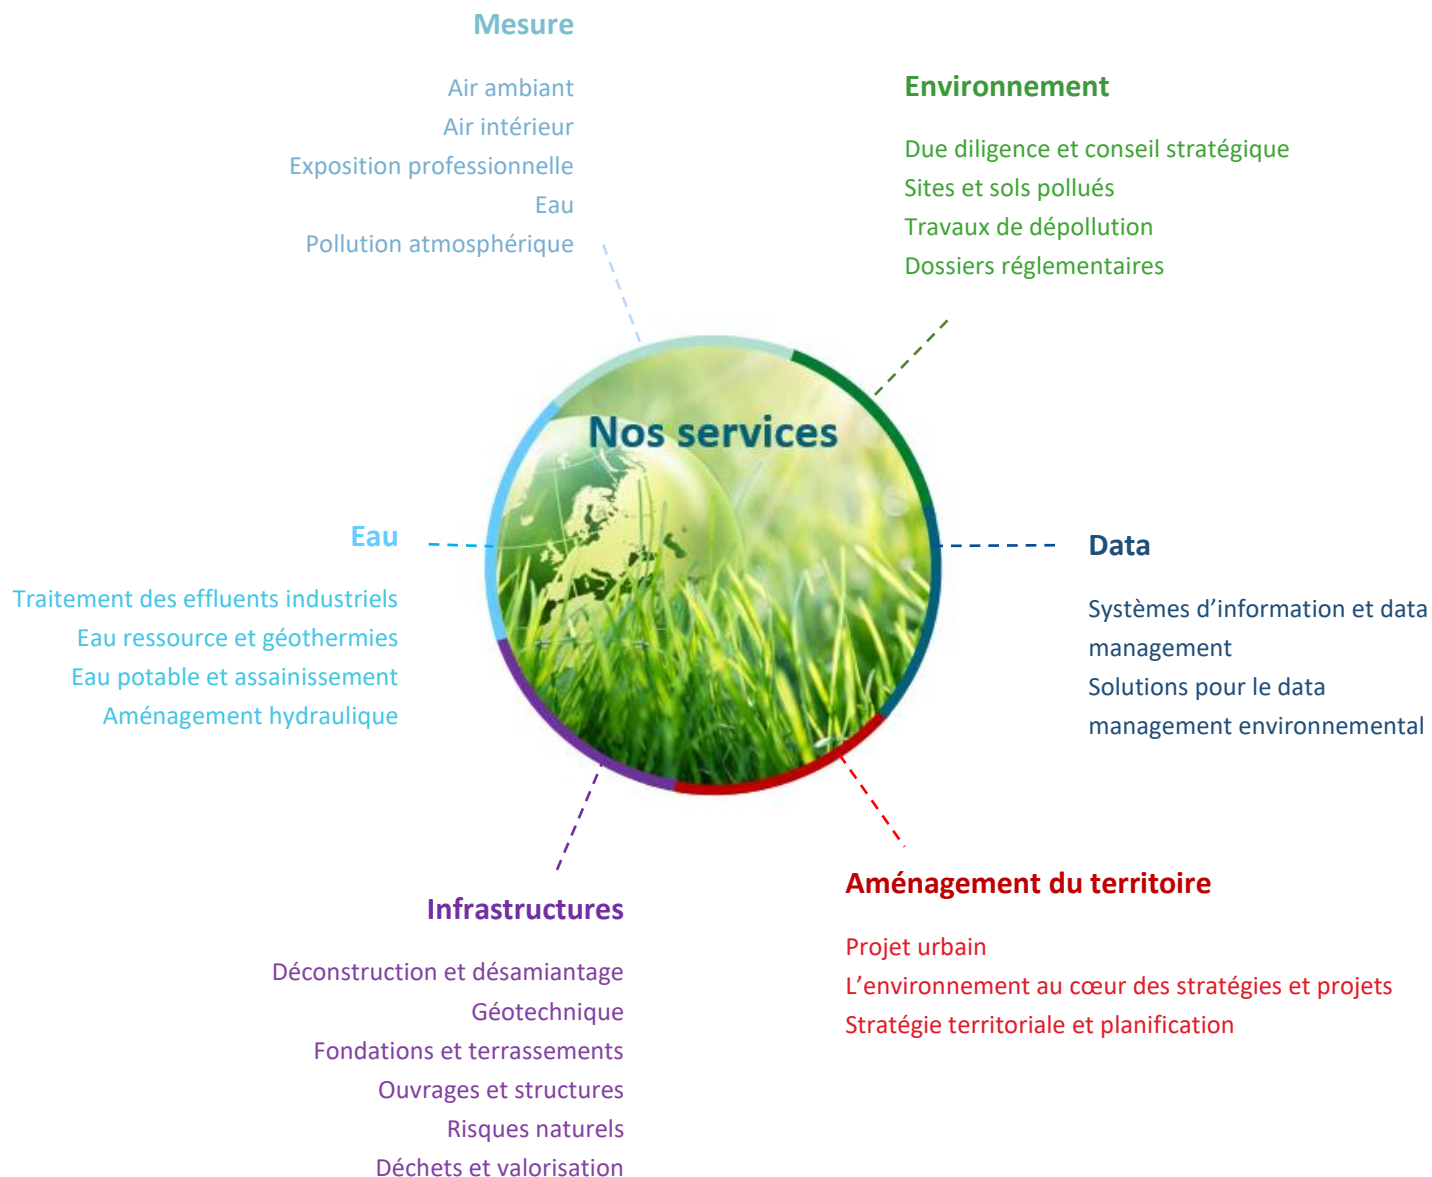 Mesure
Air ambiant
Air intérieur
Exposition professionnelle
Eau
Pollution atmosphérique
Environnement
Due diligence et conseil stratégique
Sites et sols pollués
Travaux de dépollution
Dossiers réglementaires
Nos services
Eau
Traitement des effluents industriels
Eau ressource et géothermies
Eau potable et assainissement
Aménagement hydraulique
Data
Systèmes d’information et data
management
Solutions pour le data
management environnemental
Infrastructures
Déconstruction et désamiantage
Géotechnique
Fondations et terrassements
Ouvrages et structures
Risques naturels
Déchets et valorisation
Aménagement du territoire
Projet urbain
L’environnement au cœur des stratégies et projets
Stratégie territoriale et planification